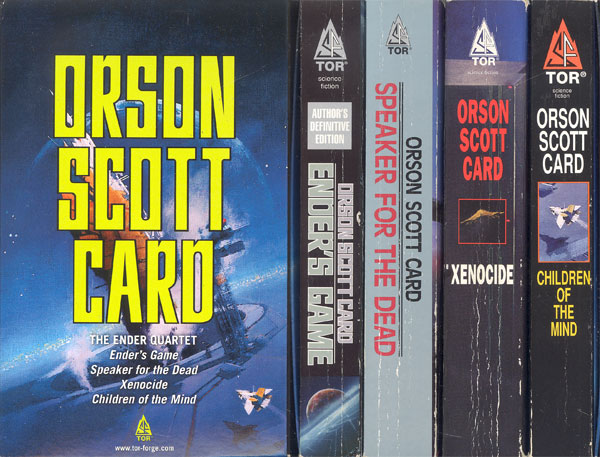 ORSON
SCOTT
CARD
THE ENDER QUARTET
Ender's Game
Speaker for the Dead
Xenocide
Children of the Mind
TOR
www.tor-forge.com
TOR®
science
fiction
AUTHOR'S
DEFINITIVE
EDITION
ORSON SCOTT CARD
ENDER'S GAME
TOR
ORSON SCOTT CARD
SPEAKER FOR THE DEAD
TOR
science fiction
ORSON
SCOTT
CARD
XENOCIDE
TOR®
science
fiction
ORSON
SCOTT
CARD
CHILDREN
OF THE
MIND